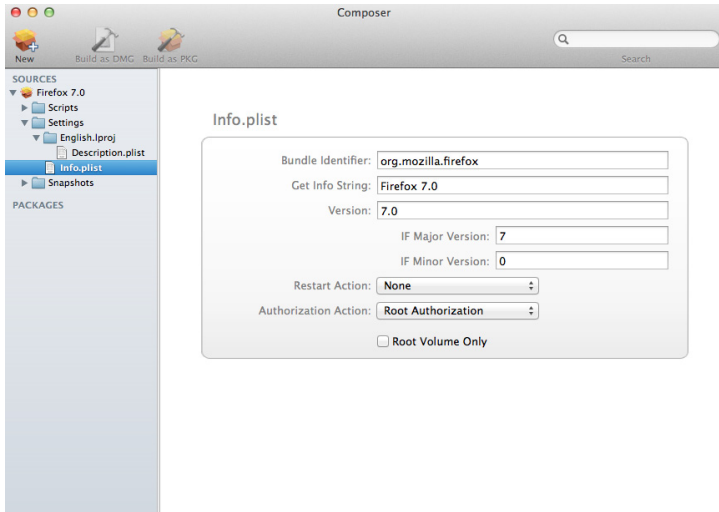 Composer
New
Build as DMG
Build as PKG
Search
SOURCES
Firefox 7.0
Scripts
Settings
English.lproj
Description.plist
Info.plist
Snapshots
PACKAGES
Info.plist
Bundle Identifier: org.mozilla.firefox
Get Info String: Firefox 7.0
Version: 7.0
IF Major Version: 7
IF Minor Version: 0
Restart Action: None
Authorization Action: Root Authorization
Root Volume Only